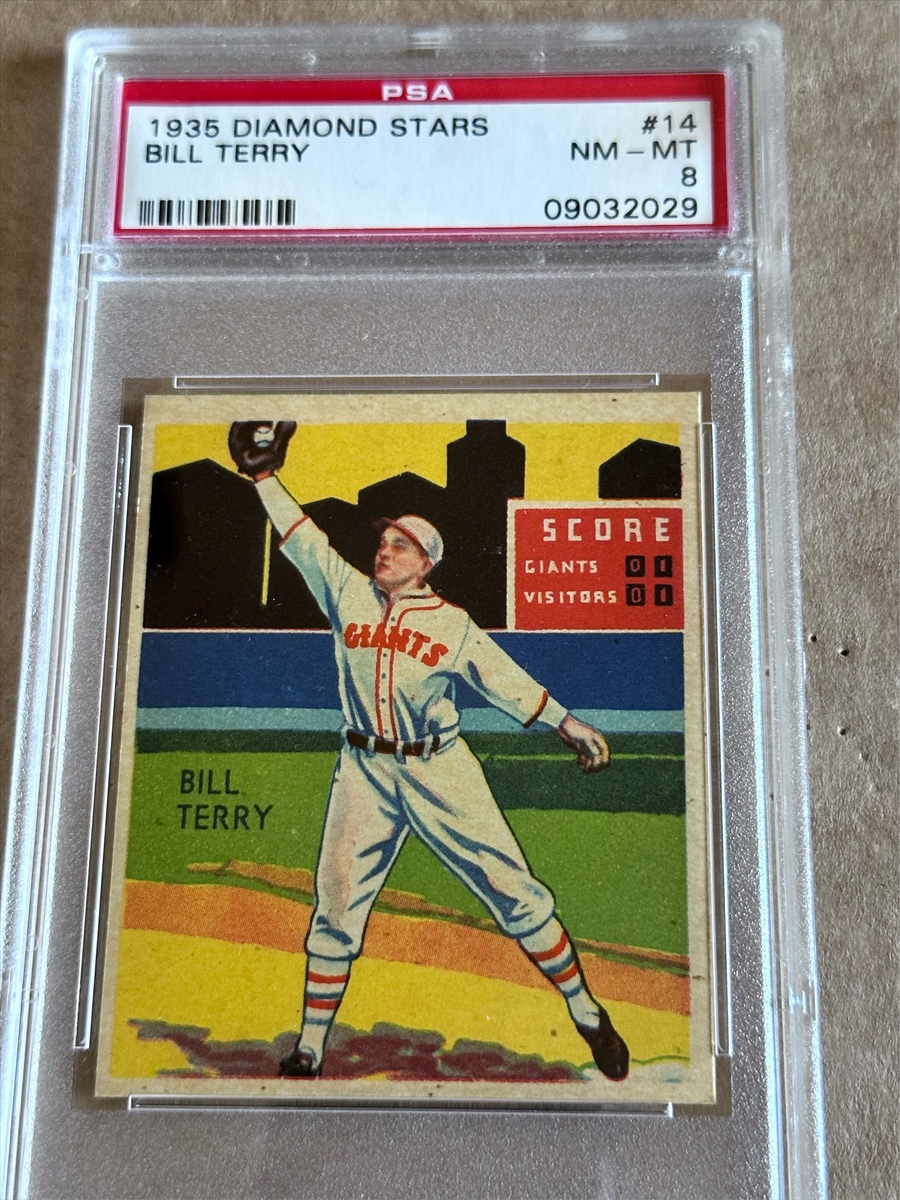 PSA
1935 DIAMOND STARS #14
BILL TERRY NM – MT
8
09032029
SCORE
GIANTS 0 1
VISITORS 0 1
GIANTS
BILL
TERRY